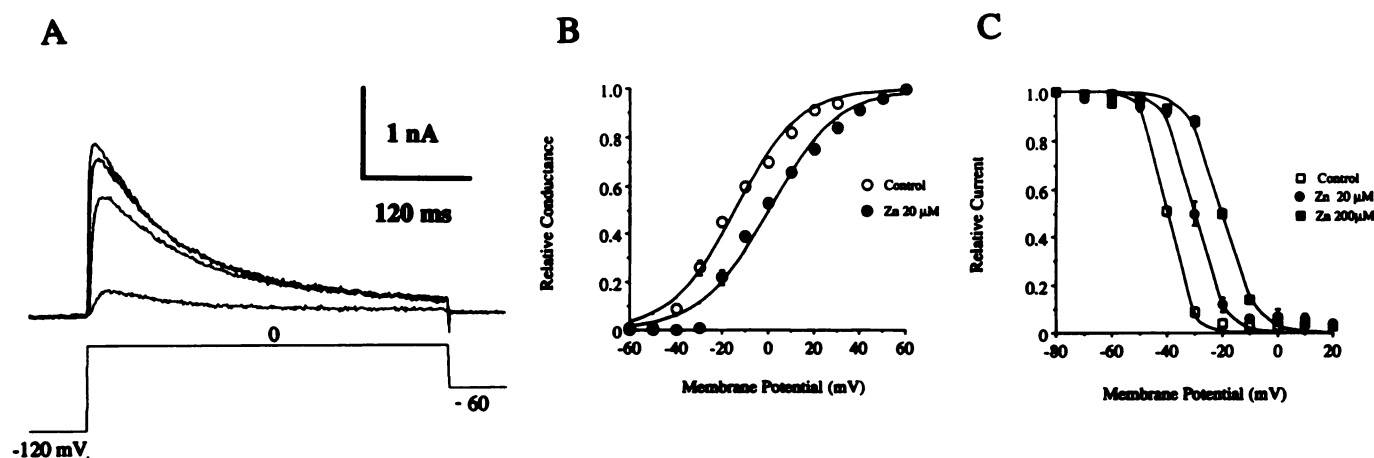 A
1 nA
120 ms
0
- 60
-120 mV
B
Relative Conductance
1.0
0.8
0.6
0.4
0.2
0
-60 -40 -20 0 20 40 60
Membrane Potential (mV)
Control
Zn 20 µM
C
Relative Current
1.0
0.8
0.6
0.4
0.2
0.0
-80 -60 -40 -20 0 20
Membrane Potential (mV)
Control
Zn 20 µM
Zn 200µM